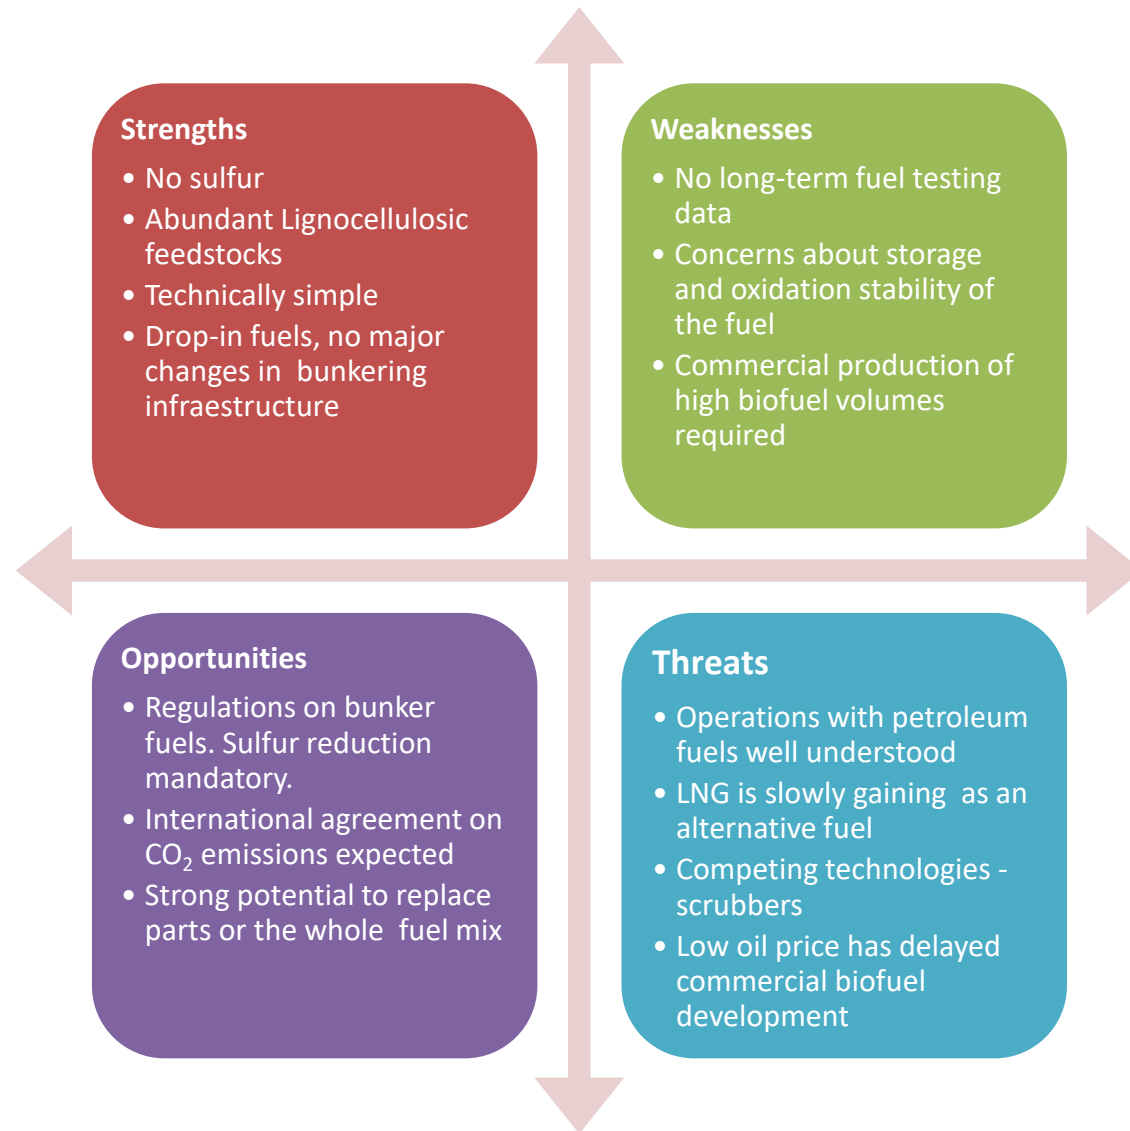 Strengths
• No sulfur
• Abundant Lignocellulosic
feedstocks
• Technically simple
• Drop-in fuels, no major
changes in  bunkering
infraestructure
Weaknesses
• No long-term fuel testing
data
• Concerns about storage
and oxidation stability of
the fuel
• Commercial production of
high biofuel volumes
required
Opportunities
• Regulations on bunker
fuels. Sulfur reduction
mandatory.
• International agreement on
CO₂ emissions expected
• Strong potential to replace
parts or the whole  fuel mix
Threats
• Operations with petroleum
fuels well understood
• LNG is slowly gaining  as an
alternative fuel
• Competing technologies -
scrubbers
• Low oil price has delayed
commercial biofuel
development